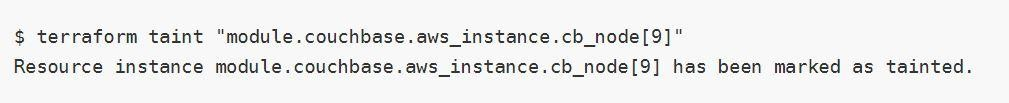 $ terraform taint "module.couchbase.aws_instance.cb_node[9]"
Resource instance module.couchbase.aws_instance.cb_node[9] has been marked as tainted.